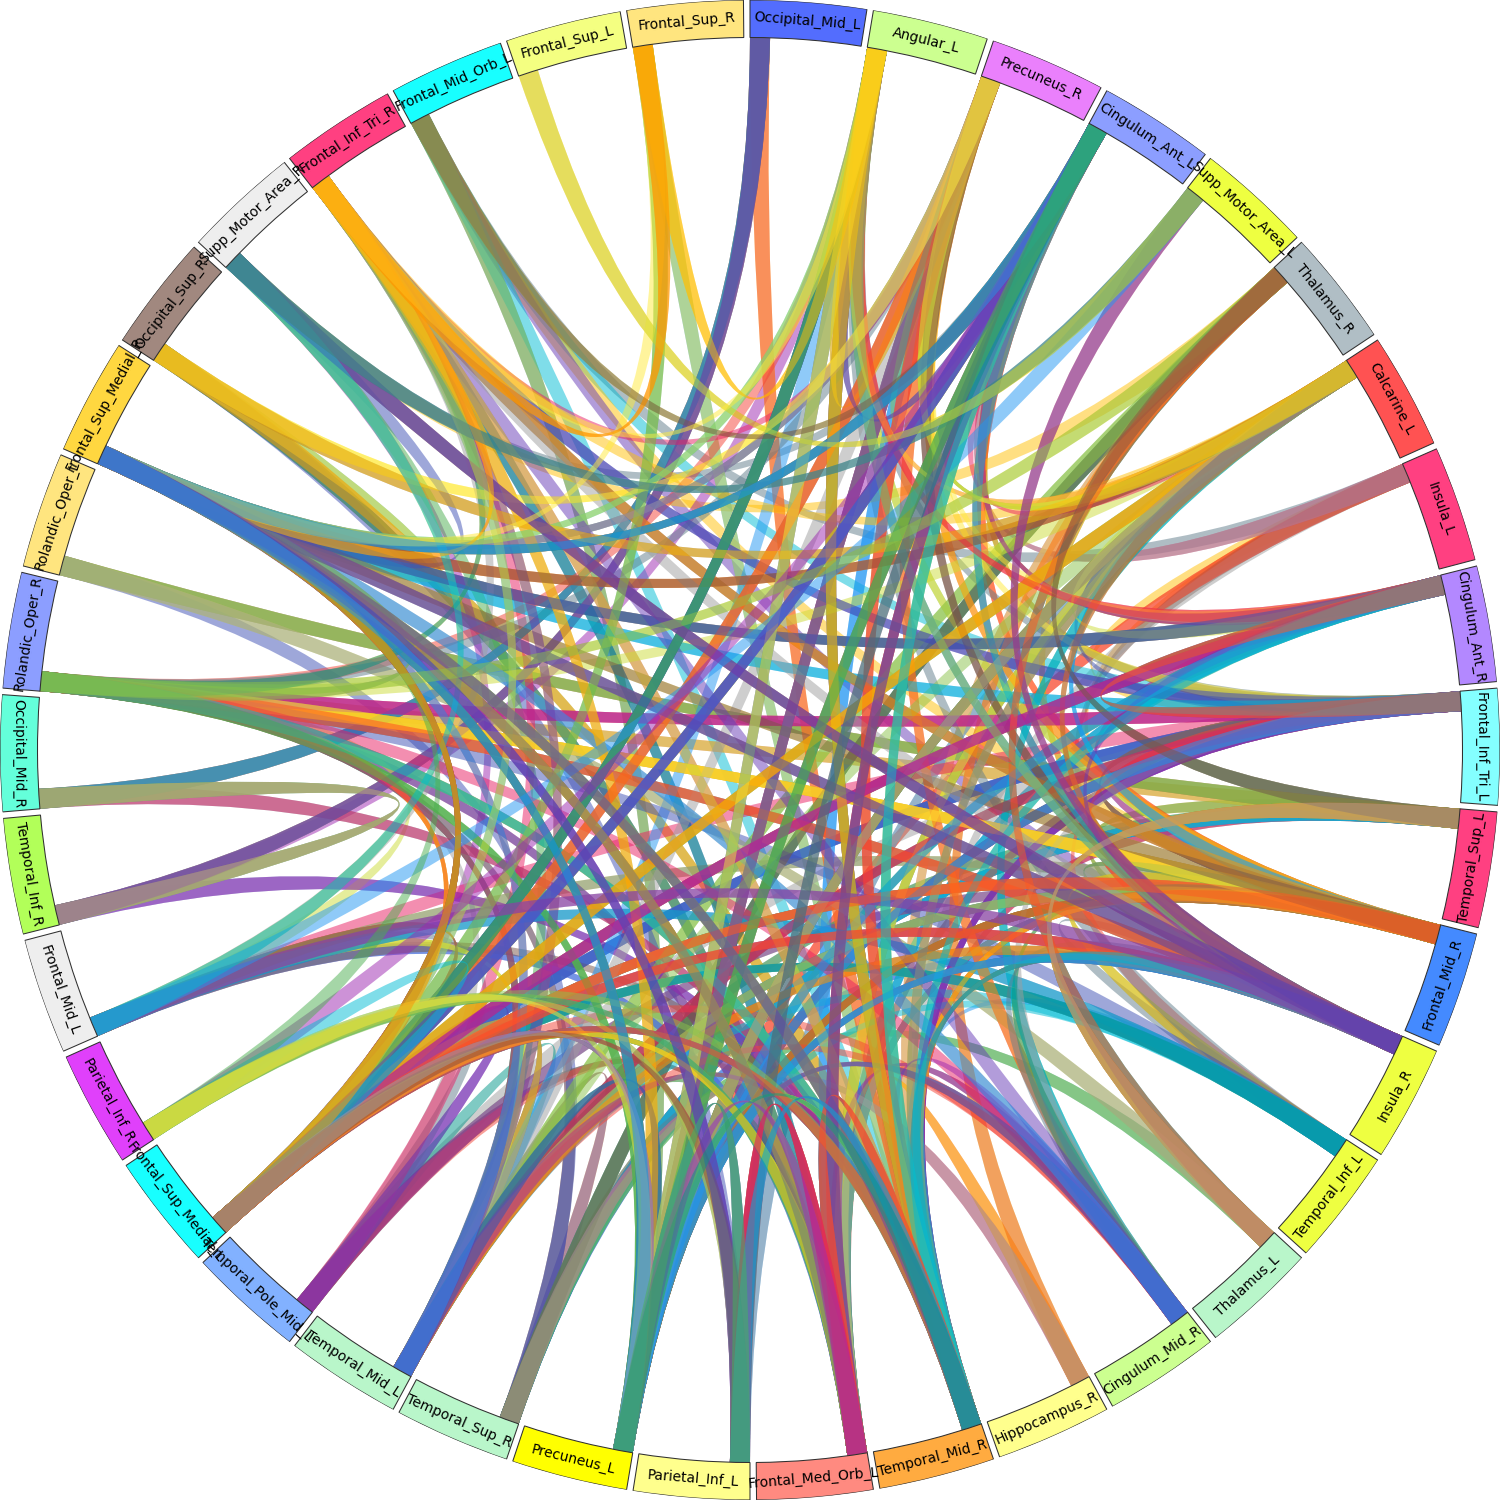 Occipital_Mid_L
Angular_L
Precuneus_R
Cingulum_Ant_L
Supp_Motor_Area_L
Thalamus_R
Calcarine_L
Insula_L
Cingulum_Ant_R
Frontal_Inf_Tri_L
Temporal_Sup_L
Frontal_Mid_R
Insula_R
Temporal_Inf_L
Thalamus_L
Cingulum_Mid_R
Hippocampus_R
Temporal_Mid_R
Frontal_Med_Orb_L
Parietal_Inf_L
Precuneus_L
Temporal_Sup_R
Temporal_Mid_L
Temporal_Pole_Mid_L
Frontal_Sup_Medial_L
Parietal_Inf_R
Frontal_Mid_L
Temporal_Inf_R
Occipital_Mid_R
Rolandic_Oper_R
Rolandic_Oper_L
Frontal_Sup_Medial_R
Occipital_Sup_R
Supp_Motor_Area_R
Frontal_Inf_Tri_R
Frontal_Mid_Orb_L
Frontal_Sup_L
Frontal_Sup_R